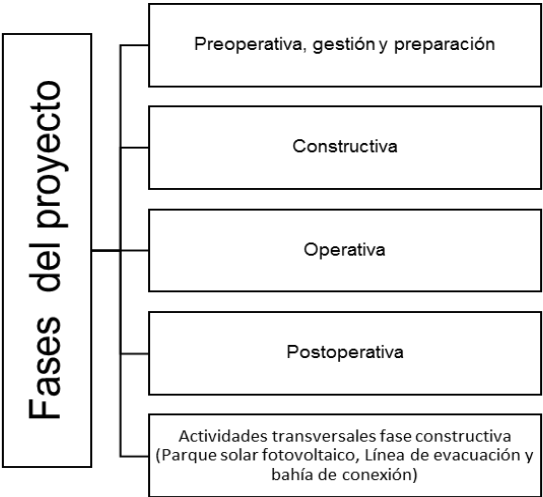 Fases del proyecto
Preoperativa, gestión y preparación
Constructiva
Operativa
Postoperativa
Actividades transversales fase constructiva
(Parque solar fotovoltaico, Línea de evacuación y
bahía de conexión)